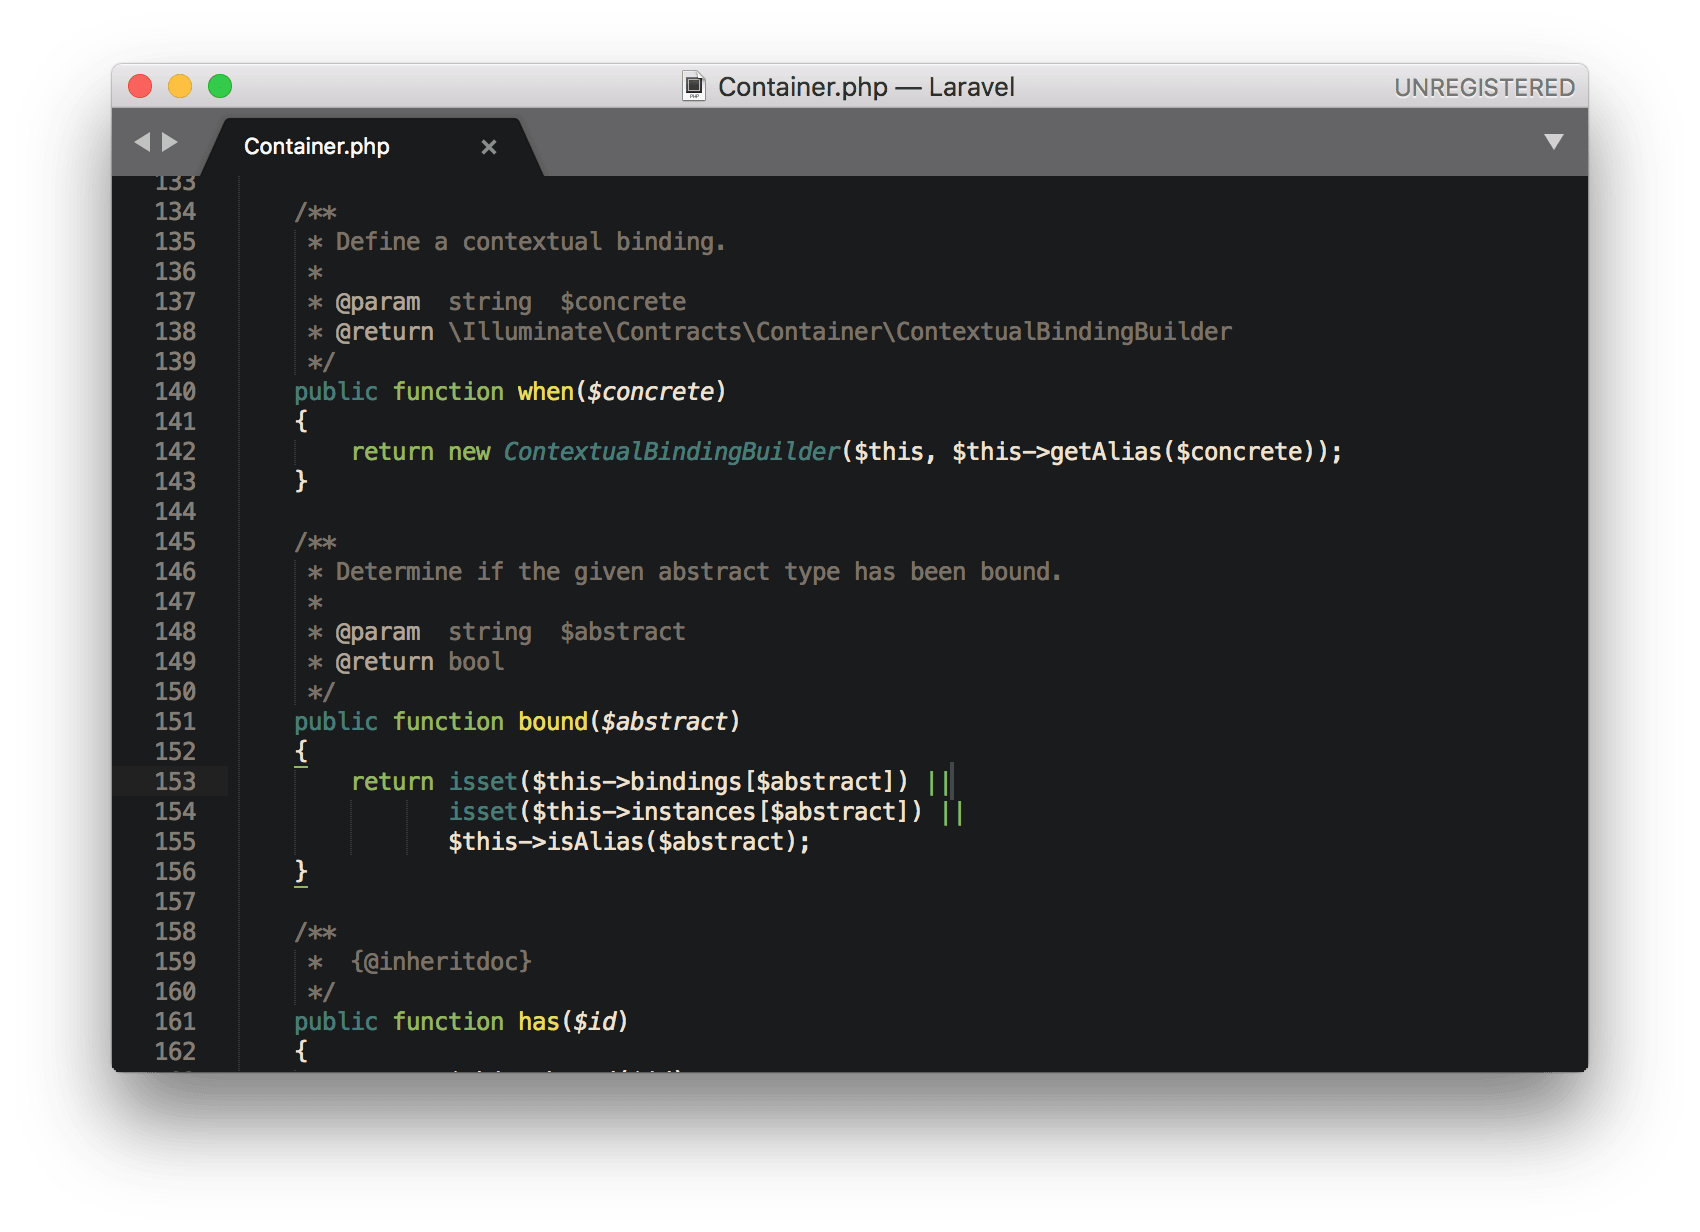 Container.php — Laravel
UNREGISTERED
Container.php
133
134 /**
135 * Define a contextual binding.
136 *
137 * @param  string  $concrete
138 * @return \Illuminate\Contracts\Container\ContextualBindingBuilder
139 */
140 public function when($concrete)
141 {
142 return new ContextualBindingBuilder($this, $this->getAlias($concrete));
143 }
144
145 /**
146 * Determine if the given abstract type has been bound.
147 *
148 * @param  string  $abstract
149 * @return bool
150 */
151 public function bound($abstract)
152 {
153 return isset($this->bindings[$abstract]) ||
154 isset($this->instances[$abstract]) ||
155 $this->isAlias($abstract);
156 }
157
158 /**
159 *  {@inheritdoc}
160 */
161 public function has($id)
162 {